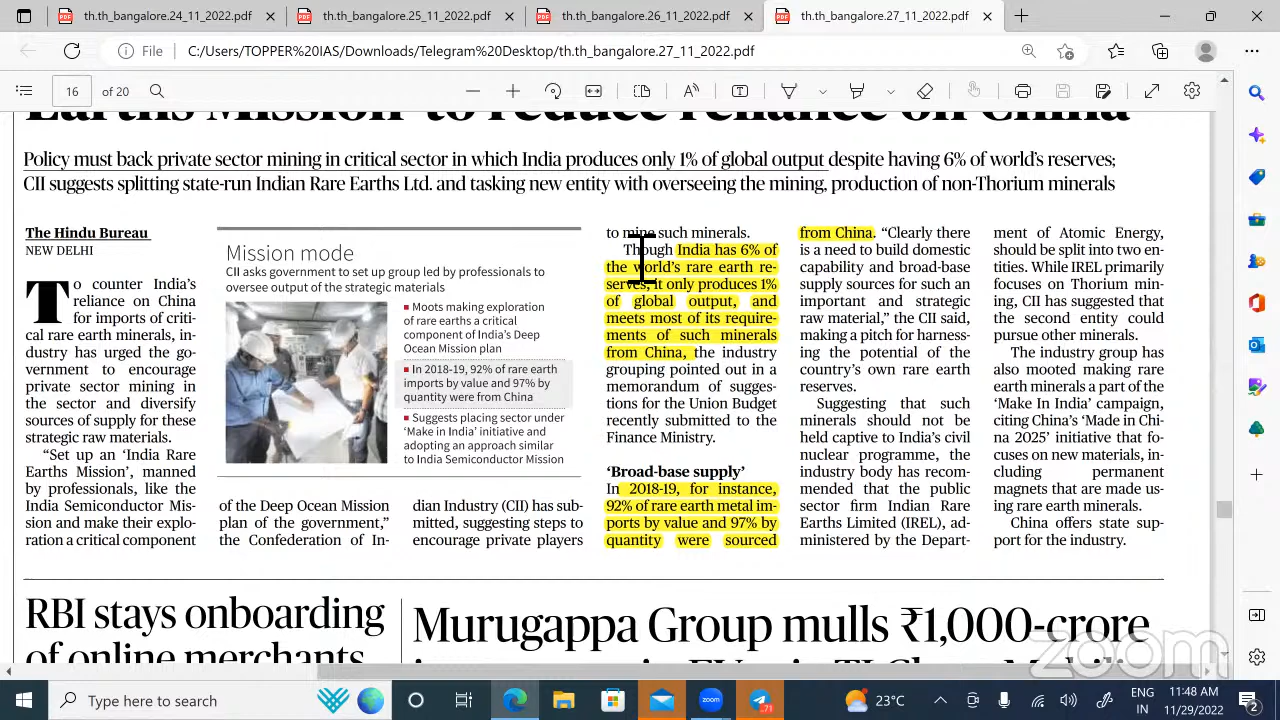 th.th_bangalore.24_11_2022.pdf
th.th_bangalore.25_11_2022.pdf
th.th_bangalore.26_11_2022.pdf
th.th_bangalore.27_11_2022.pdf
File
C:/Users/TOPPER%20IAS/Downloads/Telegram%20Desktop/th.th_bangalore.27_11_2022.pdf
16 of 20
Earths Mission' to reduce reliance on China
Policy must back private sector mining in critical sector in which India produces only 1% of global output despite having 6% of world's reserves;
CII suggests splitting state-run Indian Rare Earths Ltd. and tasking new entity with overseeing the mining, production of non-Thorium minerals
The Hindu Bureau
NEW DELHI
To counter India's
reliance on China
for imports of criti-
cal rare earth minerals, in-
dustry has urged the go-
vernment to encourage
private sector mining in
the sector and diversify
sources of supply for these
strategic raw materials.
"Set up an 'India Rare
Earths Mission', manned
by professionals, like the
India Semiconductor Mis-
sion and make their explo-
ration a critical component
Mission mode
CII asks government to set up group led by professionals to
oversee output of the strategic materials
Moots making exploration
of rare earths a critical
component of India's Deep
Ocean Mission plan
In 2018-19, 92% of rare earth
imports by value and 97% by
quantity were from China
Suggests placing sector under
'Make in India' initiative and
adopting an approach similar
to India Semiconductor Mission
of the Deep Ocean Mission
plan of the government,"
the Confederation of In-
dian Industry (CII) has sub-
mitted, suggesting steps to
encourage private players
to mine such minerals.
Though India has 6% of
the world's rare earth re-
serves, it only produces 1%
of global output, and
meets most of its require-
ments of such minerals
from China, the industry
grouping pointed out in a
memorandum of sugges-
tions for the Union Budget
recently submitted to the
Finance Ministry.
'Broad-base supply'
In 2018-19, for instance,
92% of rare earth metal im-
ports by value and 97% by
quantity were sourced
from China. "Clearly there
is a need to build domestic
capability and broad-base
supply sources for such an
important and strategic
raw material," the CII said,
making a pitch for harness-
ing the potential of the
country's own rare earth
reserves.
Suggesting that such
minerals should not be
held captive to India's civil
nuclear programme, the
industry body has recom-
mended that the public
sector firm Indian Rare
Earths Limited (IREL), ad-
ministered by the Depart-
ment of Atomic Energy,
should be split into two en-
tities. While IREL primarily
focuses on Thorium min-
ing, CII has suggested that
the second entity could
pursue other minerals.
The industry group has
also mooted making rare
earth minerals a part of the
'Make In India' campaign,
citing China's 'Made in Chi-
na 2025' initiative that fo-
cuses on new materials, in-
cluding permanent
magnets that are made us-
ing rare earth minerals.
China offers state sup-
port for the industry.
RBI stays onboarding
of online merchants
Murugappa Group mulls ₹1,000-crore
zoom
Type here to search
zoom
71
23°C
ENG
IN
11:48 AM
11/29/2022
2